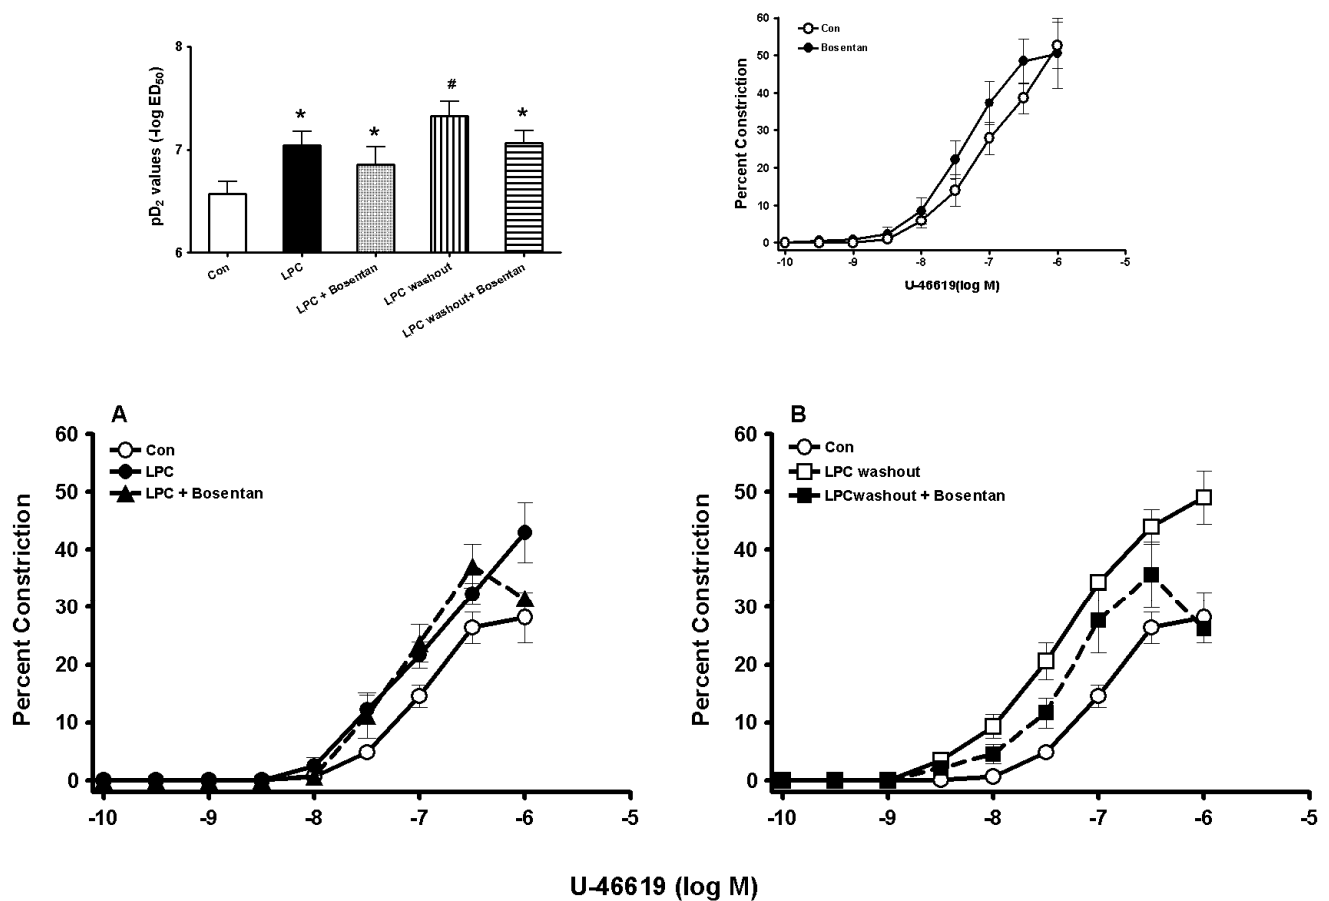 8
7
6
pD2 values (-log ED50)
*
*
#
*
Con
LPC
LPC + Bosentan
LPC washout
LPC washout+ Bosentan
60
50
40
30
20
10
0
Percent Constriction
Con
Bosentan
-10
-9
-8
-7
-6
-5
U-46619(log M)
A
60
50
40
30
20
10
0
Percent Constriction
Con
LPC
LPC + Bosentan
-10
-9
-8
-7
-6
-5
B
60
50
40
30
20
10
0
Percent Constriction
Con
LPC washout
LPCwashout + Bosentan
-10
-9
-8
-7
-6
-5
U-46619 (log M)